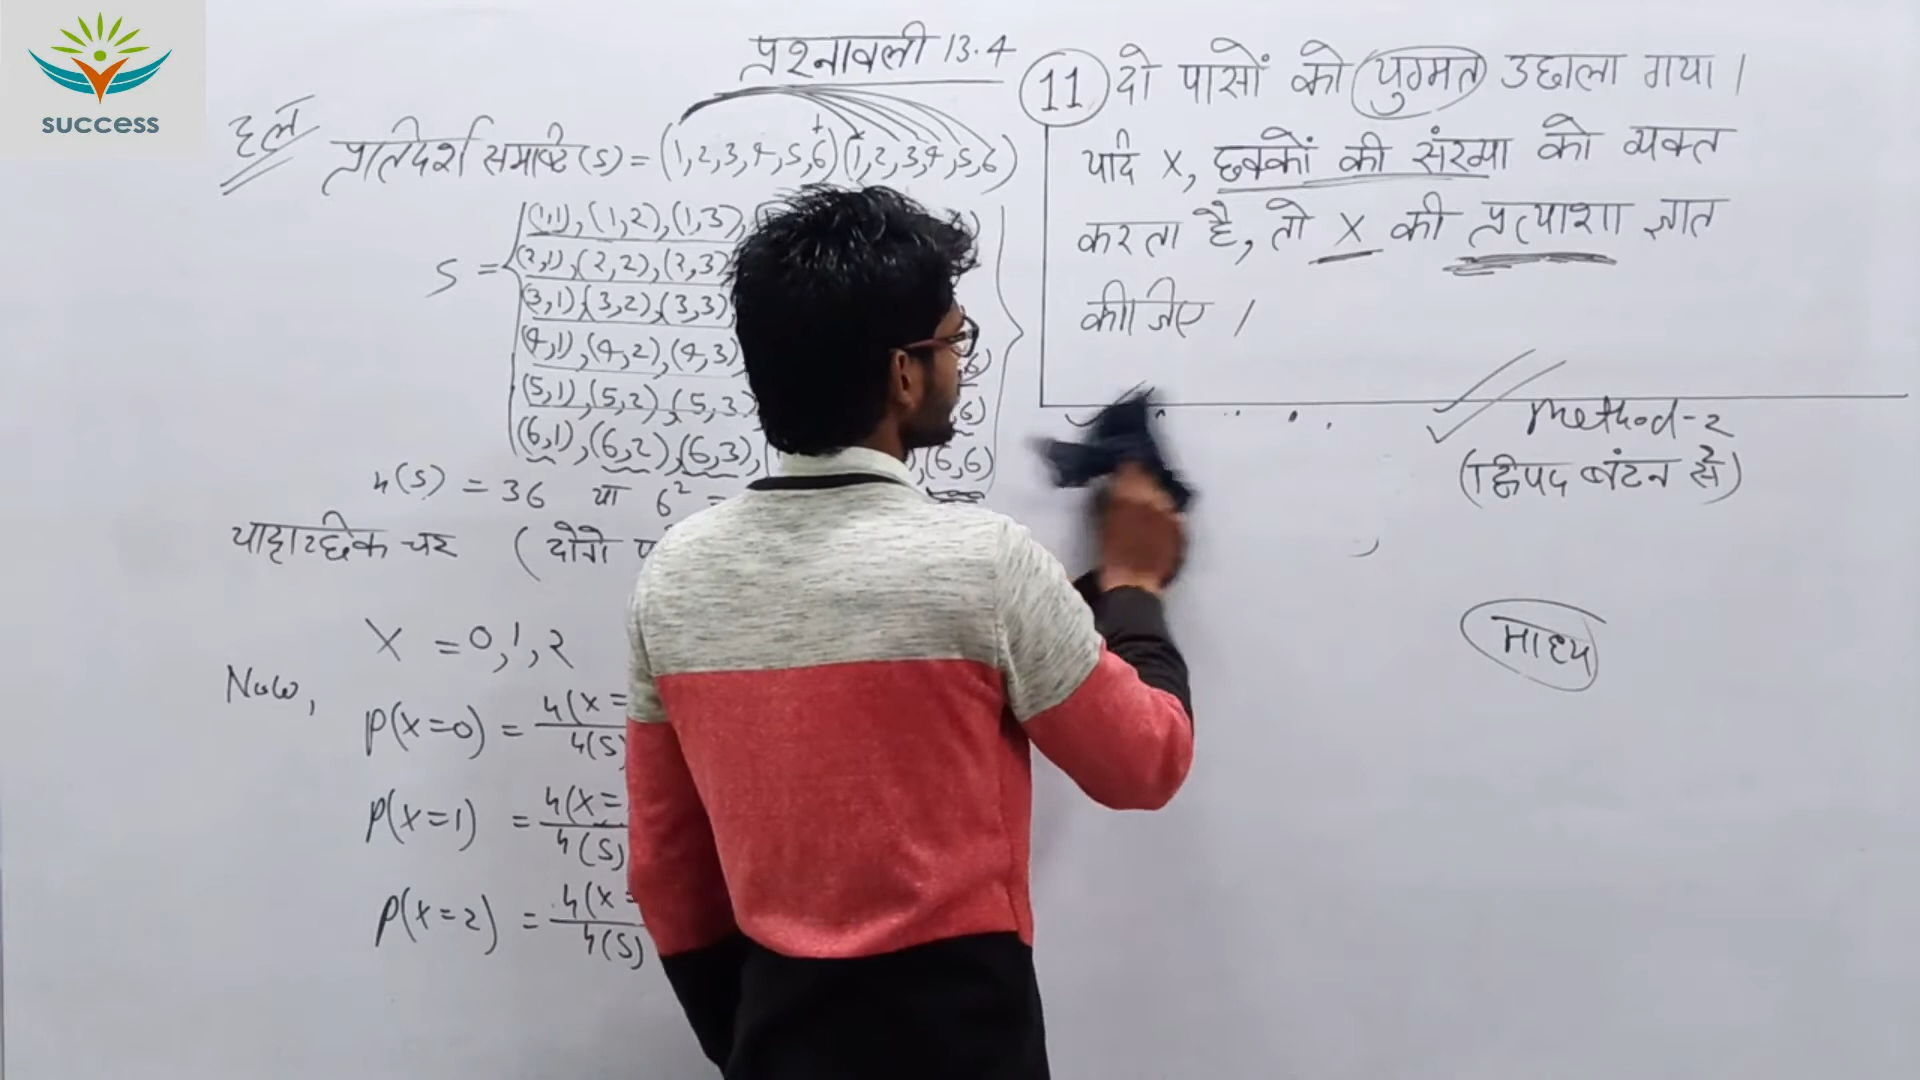 success
प्रश्नावली 13.4
हल
प्रतिदर्श समष्टि (S) = (1,2,3,4,5,6) (1,2,3,4,5,6)
S = {(1,1), (1,2), (1,3),
(2,1), (2,2), (2,3)
(3,1), (3,2), (3,3),
(4,1), (4,2), (4,3)
(5,1), (5,2), (5,3)
(6,1), (6,2), (6,3), (6,6)}
n(S) = 36 या 6² =
यादृच्छिक चर (दोनों
X = 0, 1, 2
Now,
P(X=0) = n(X= / n(S)
P(X=1) = n(X= / n(S)
P(X=2) = n(X= / n(S)
11 दो पासों को युग्मत उछाला गया।
यदि X, छक्कों की संख्या को व्यक्त
करता है, तो X की प्रत्याशा ज्ञात
कीजिए।
Method-2
(द्विपद बंटन से)
माध्य